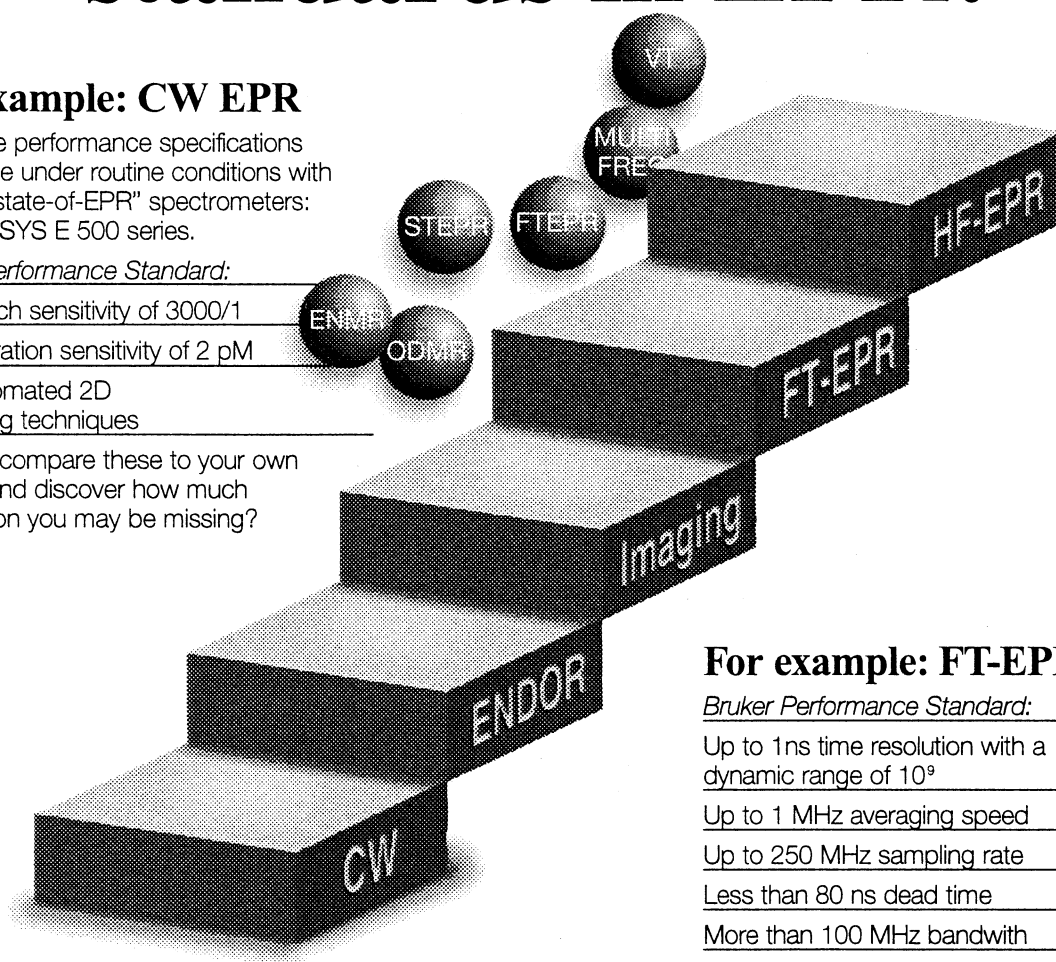 xample: CW EPR
e performance specifications
e under routine conditions with
state-of-EPR" spectrometers:
SYS E 500 series.
erformance Standard:
ch sensitivity of 3000/1
ration sensitivity of 2 pM
omated 2D
g techniques
compare these to your own
nd discover how much
on you may be missing?
VT
MULTI
FREQ
STEPR
FTEPR
ENMR
ODMR
HF-EPR
FT-EPR
Imaging
ENDOR
CW
For example: FT-EP
Bruker Performance Standard:
Up to 1ns time resolution with a
dynamic range of 10⁹
Up to 1 MHz averaging speed
Up to 250 MHz sampling rate
Less than 80 ns dead time
More than 100 MHz bandwith